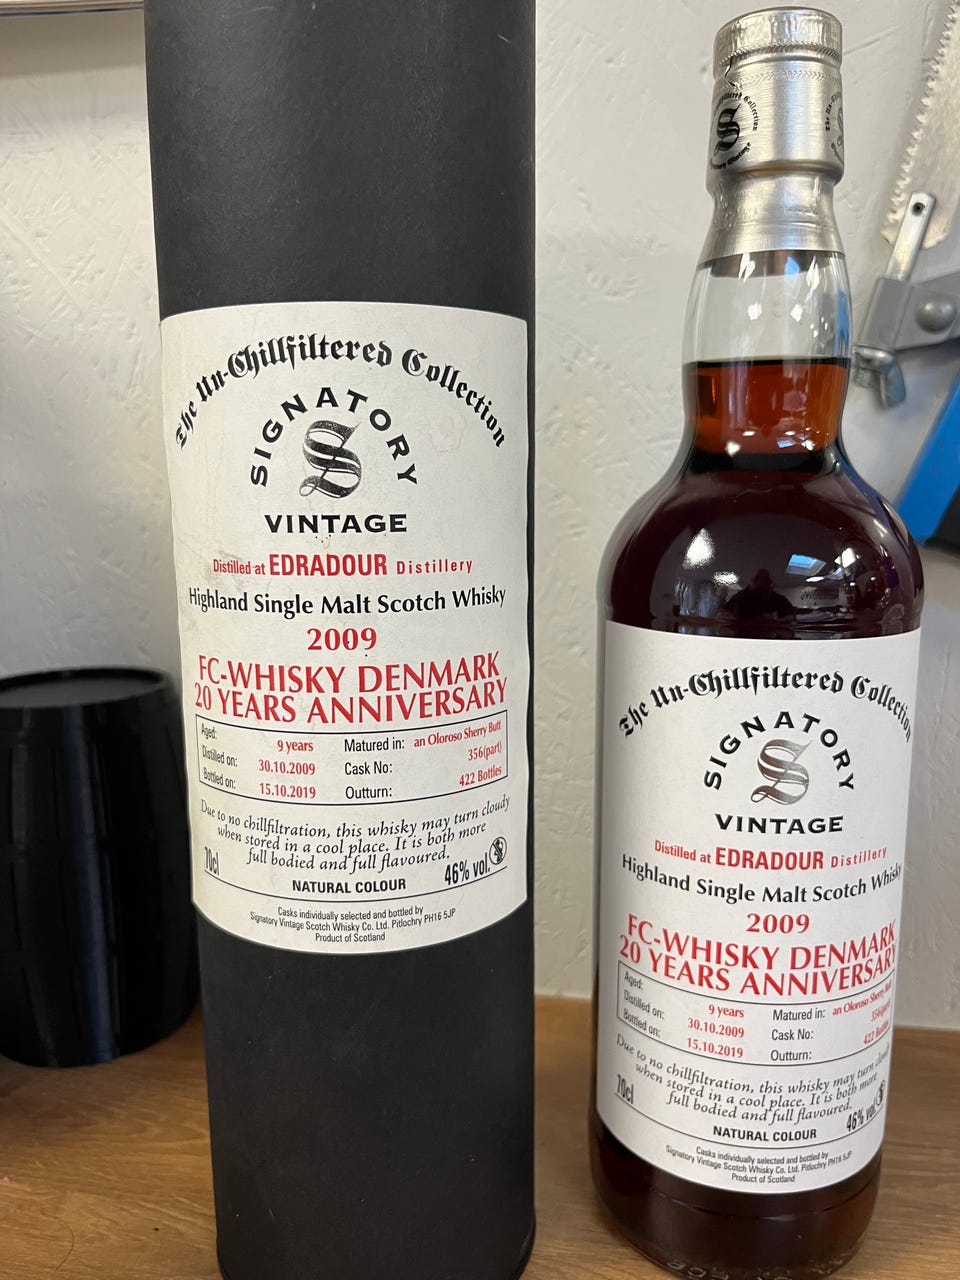 The Un-Chillfiltered Collection
SIGNATORY
S
VINTAGE
Distilled at EDRADOUR Distillery
Highland Single Malt Scotch Whisky
2009
FC-WHISKY DENMARK
20 YEARS ANNIVERSARY
Aged: 9 years
Distilled on: 30.10.2009
Bottled on: 15.10.2019
Matured in: an Oloroso Sherry Butt
Cask No: 356(part)
Outturn: 422 Bottles
Due to no chillfiltration, this whisky may turn cloudy
when stored in a cool place. It is both more
full bodied and full flavoured.
70cl
NATURAL COLOUR
46% vol.
Casks individually selected and bottled by
Signatory Vintage Scotch Whisky Co. Ltd. Pitlochry PH16 5JP
Product of Scotland
S
The Un-Chillfiltered Collection
SIGNATORY
S
VINTAGE
Distilled at EDRADOUR Distillery
Highland Single Malt Scotch Whisky
2009
FC-WHISKY DENMARK
20 YEARS ANNIVERSARY
Aged: 9 years
Distilled on: 30.10.2009
Bottled on: 15.10.2019
Matured in: an Oloroso Sherry Butt
Cask No: 356(part)
Outturn: 422 Bottles
Due to no chillfiltration, this whisky may turn cloudy
when stored in a cool place. It is both more
full bodied and full flavoured.
70cl
NATURAL COLOUR
46% vol.
Casks individually selected and bottled by
Signatory Vintage Scotch Whisky Co. Ltd. Pitlochry PH16 5JP
Product of Scotland